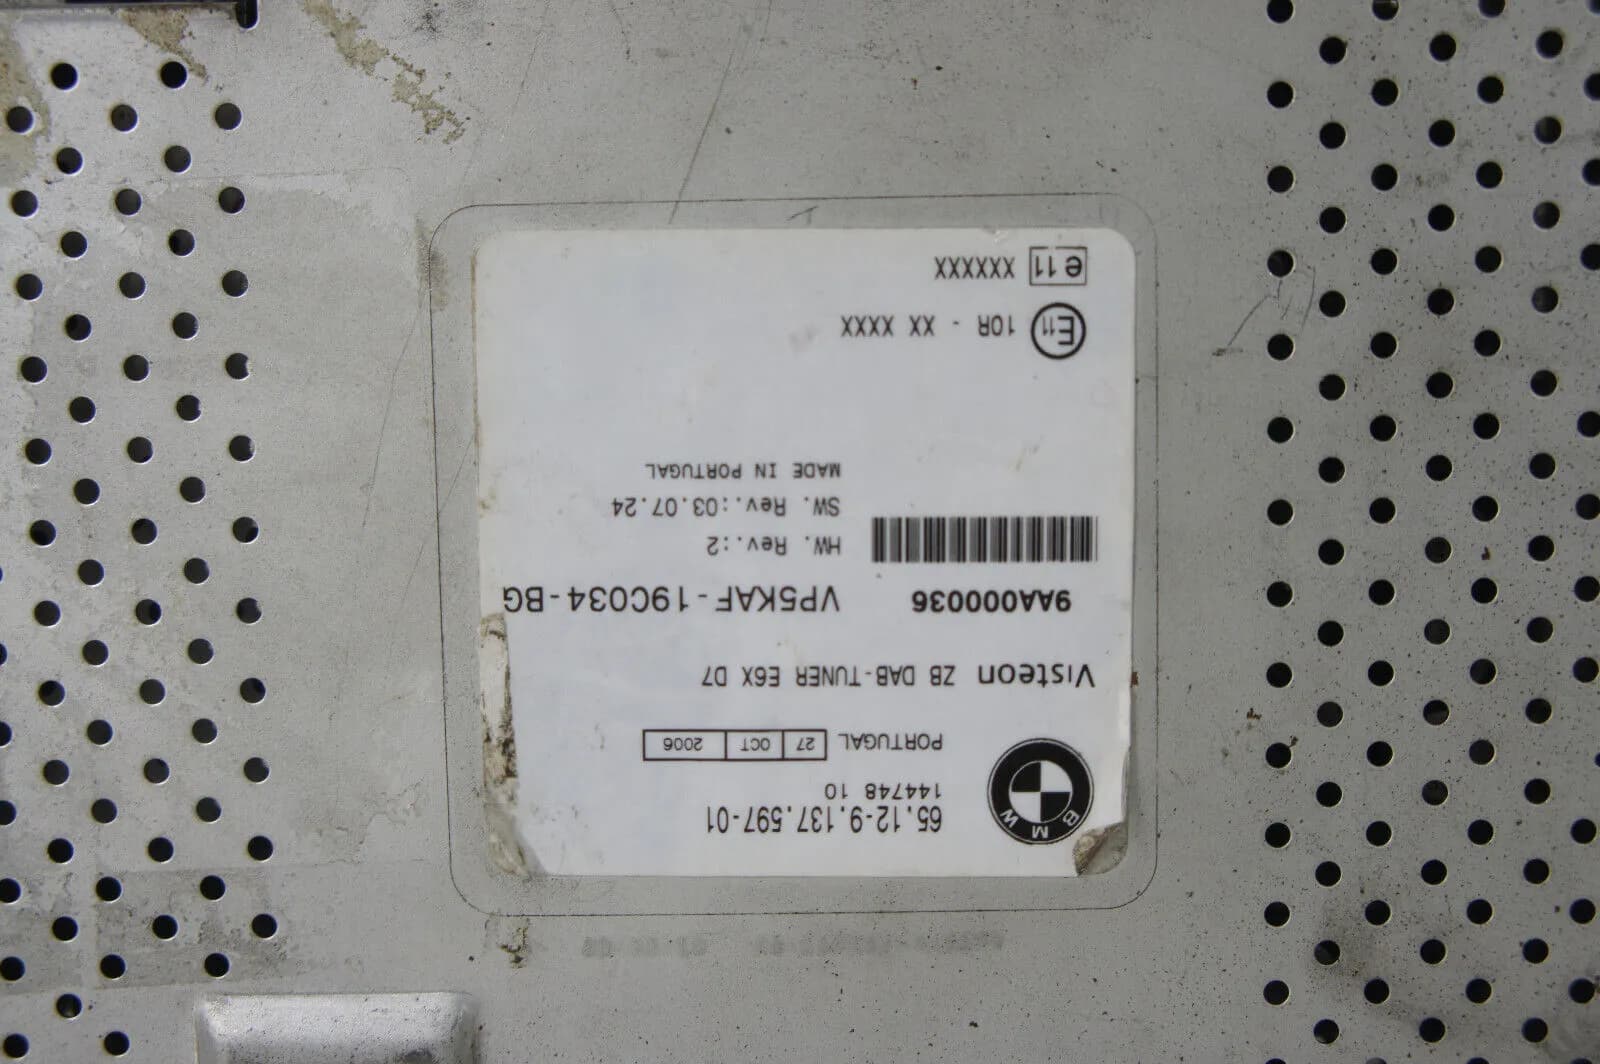 BMW
65.12-9.137.597-01
144748 10
PORTUGAL 27 OCT 2006
Visteon ZB DAB-TUNER E6X D7
9AA000036 VP5KAF-19C034-BG
HW. Rev.:2
SW. Rev.:03.07.24
MADE IN PORTUGAL
E11 10R - XX XXXX
e11 XXXXXX